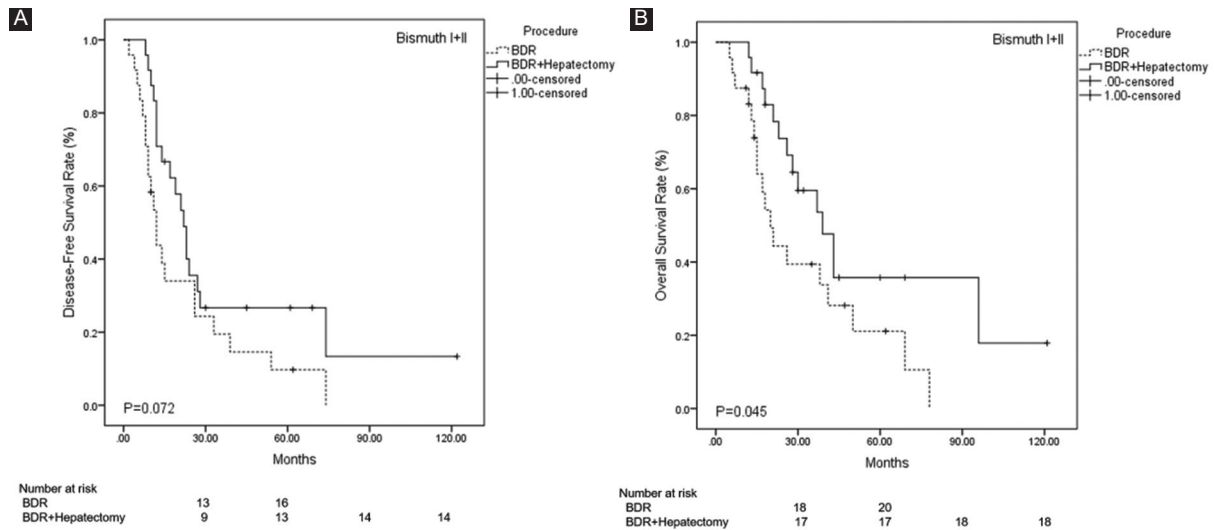 A
Bismuth I+II
Procedure
BDR
BDR+Hepatectomy
.00-censored
1.00-censored
Disease-Free Survival Rate (%)
1.0
0.8
0.6
0.4
0.2
0.0
P=0.072
.00 30.00 60.00 90.00 120.00
Months
Number at risk
BDR 13 16
BDR+Hepatectomy 9 13 14 14
B
Bismuth I+II
Procedure
BDR
BDR+Hepatectomy
.00-censored
1.00-censored
Overall Survival Rate (%)
1.0
0.8
0.6
0.4
0.2
0.0
P=0.045
.00 30.00 60.00 90.00 120.00
Months
Number at risk
BDR 18 20
BDR+Hepatectomy 17 17 18 18